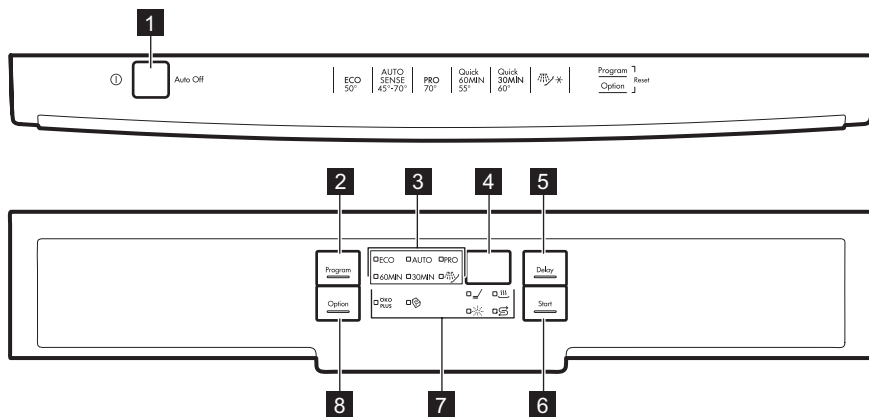 1
Auto Off
ECO
50°
AUTO
SENSE
45°-70°
PRO
70°
Quick
60MIN
55°
Quick
30MIN
60°
Program
Option
Reset
2
3
4
5
Program
ECO
AUTO
PRO
60MIN
30MIN
Delay
Option
ÖKO
PLUS
Start
8
7
6